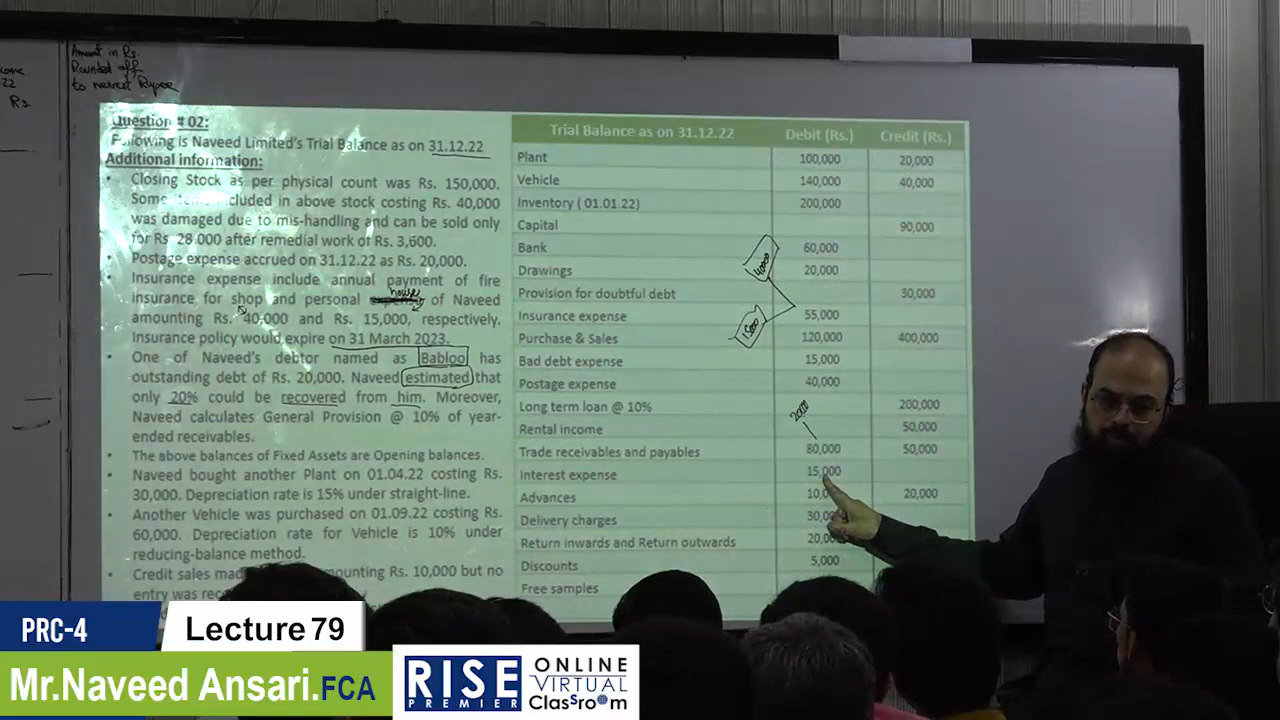 Amount in Rs.
Rounded off
to nearest Rupee
22
Rs
Question # 02:
Following is Naveed Limited's Trial Balance as on 31.12.22
Additional information:
• Closing Stock as per physical count was Rs. 150,000.
Some included in above stock costing Rs. 40,000
was damaged due to mis-handling and can be sold only
for Rs 28.000 after remedial work of Rs. 3,600.
• Postage expense accrued on 31.12.22 as Rs. 20,000.
• Insurance expense include annual payment of fire
house
insurance for shop and personal of Naveed
amounting Rs. 40,000 and Rs. 15,000, respectively.
Insurance policy would expire on 31 March 2023.
• One of Naveed's debtor named as Babloo has
outstanding debt of Rs. 20,000. Naveed estimated that
only 20% could be recovered from him. Moreover,
Naveed calculates General Provision @ 10% of year-
ended receivables.
• The above balances of Fixed Assets are Opening balances.
• Naveed bought another Plant on 01.04.22 costing Rs.
30,000. Depreciation rate is 15% under straight-line.
• Another Vehicle was purchased on 01.09.22 costing Rs.
60,000. Depreciation rate for Vehicle is 10% under
reducing-balance method.
• Credit sales mad amounting Rs. 10,000 but no
entry was rec
Trial Balance as on 31.12.22 Debit (Rs.) Credit (Rs.)
Plant 100,000 20,000
Vehicle 140,000 40,000
Inventory ( 01.01.22) 200,000
Capital 90,000
Bank 60,000
Drawings 20,000
40000
Provision for doubtful debt 30,000
Insurance expense 55,000
15000
Purchase & Sales 120,000 400,000
Bad debt expense 15,000
Postage expense 40,000
Long term loan @ 10% 200,000
Rental income 50,000
Trade receivables and payables 80,000 50,000
Interest expense 15,000
Advances 10,0 20,000
Delivery charges 30,00
Return inwards and Return outwards 20,00
Discounts 5,000
Free samples
PRC-4
Lecture 79
Mr.Naveed Ansari.FCA
RISE
PREMIER
ONLINE
VIRTUAL
ClasSroom